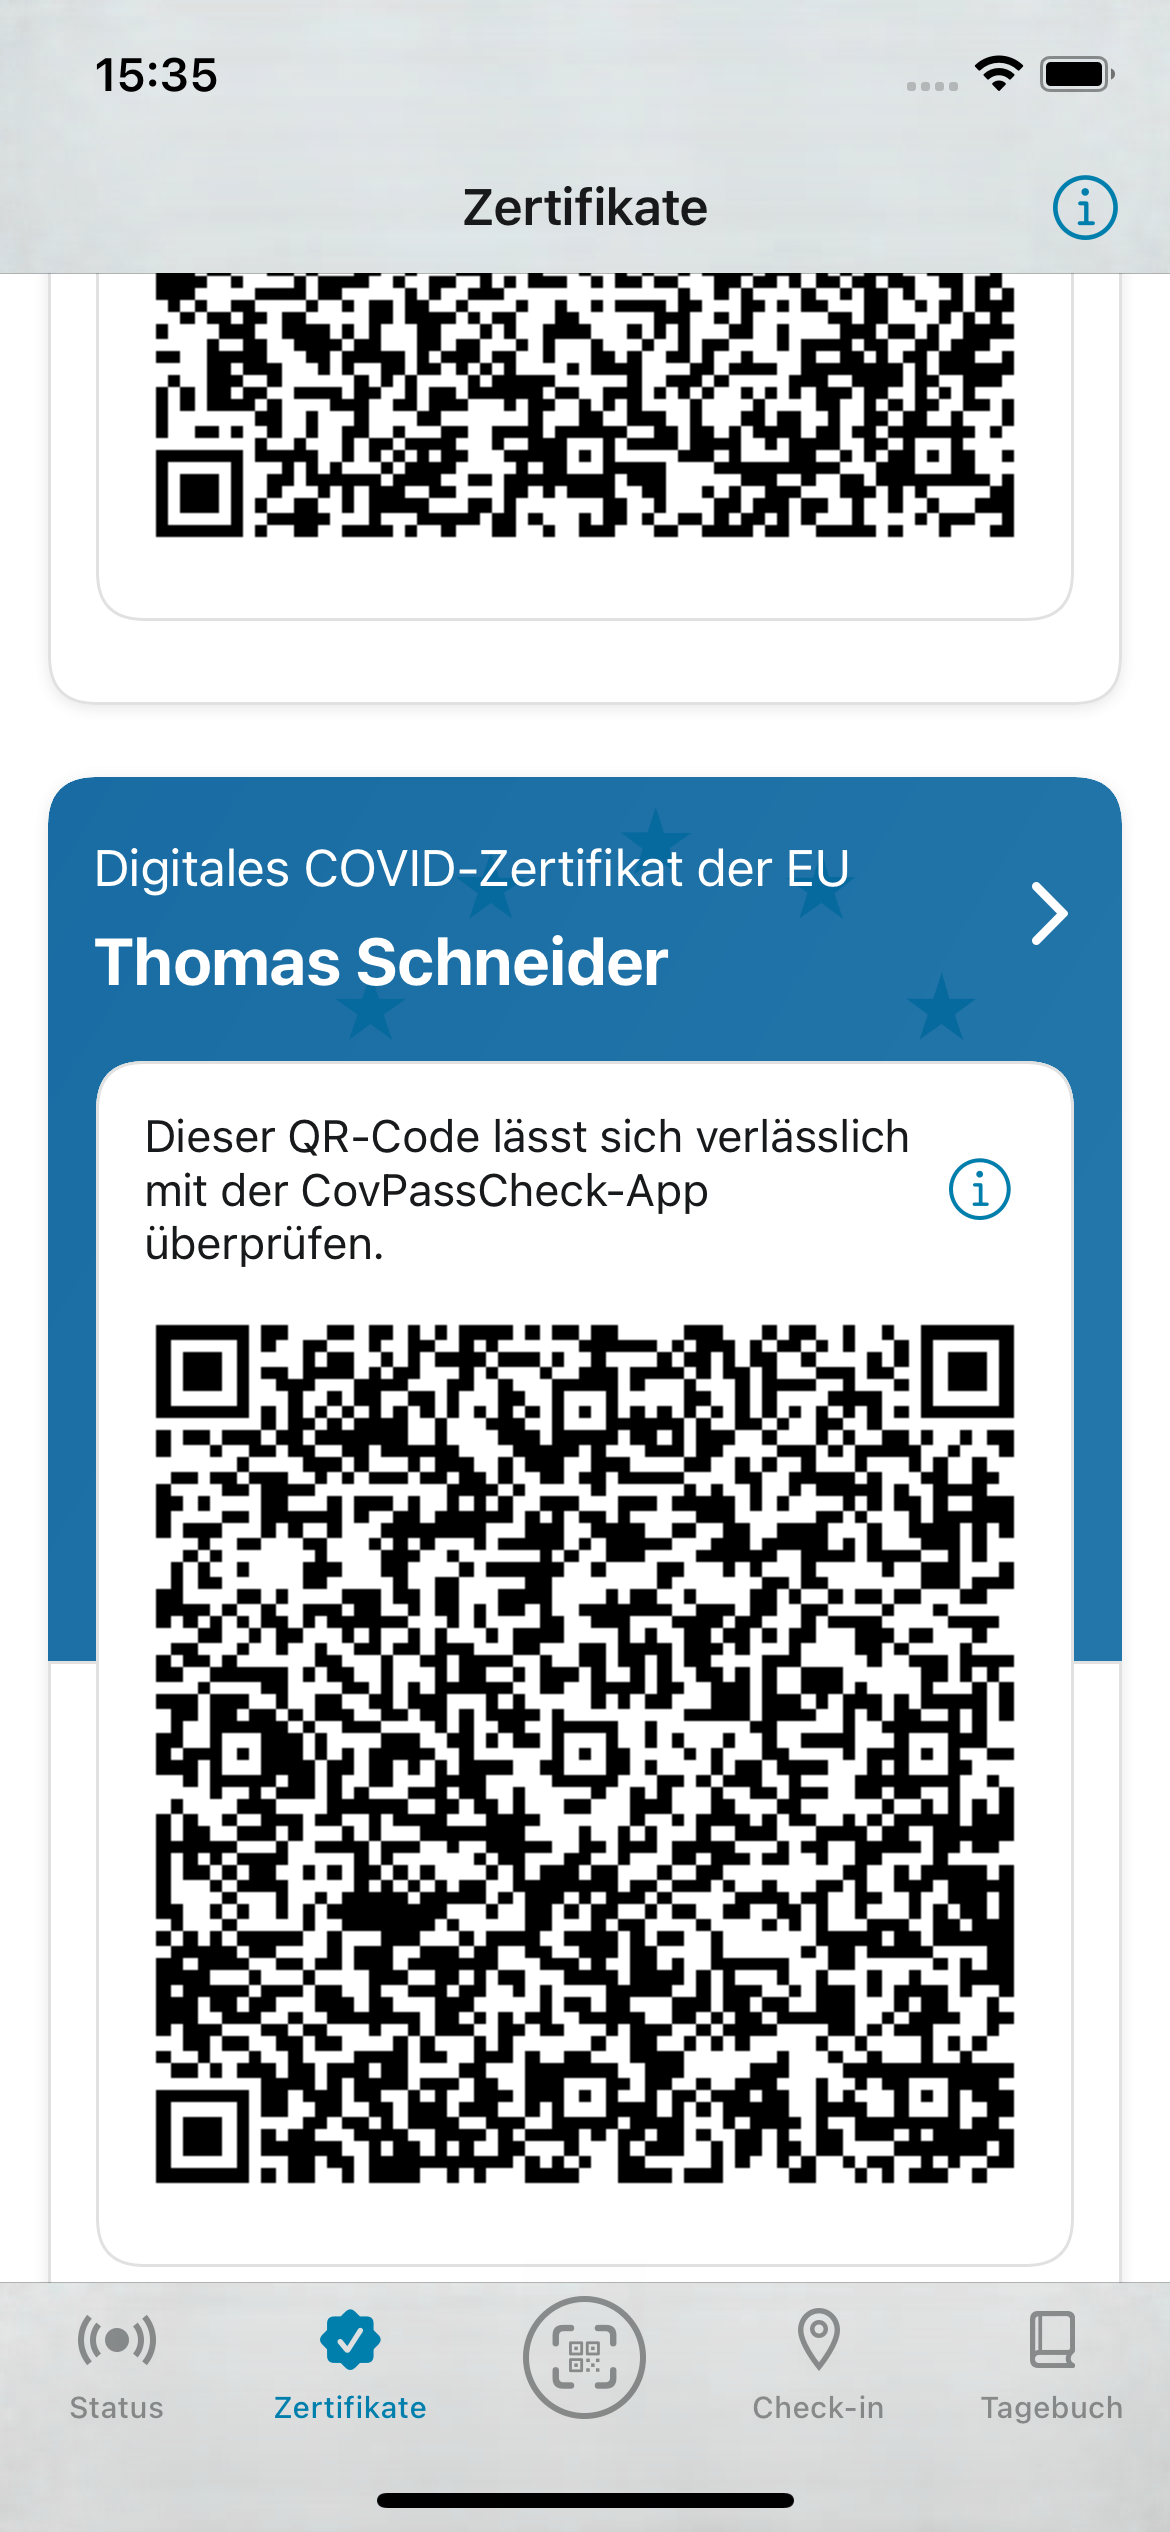 15:35
Zertifikate
Digitales COVID-Zertifikat der EU
Thomas Schneider
Dieser QR-Code lässt sich verlässlich
mit der CovPassCheck-App
überprüfen.
Status
Zertifikate
Check-in
Tagebuch